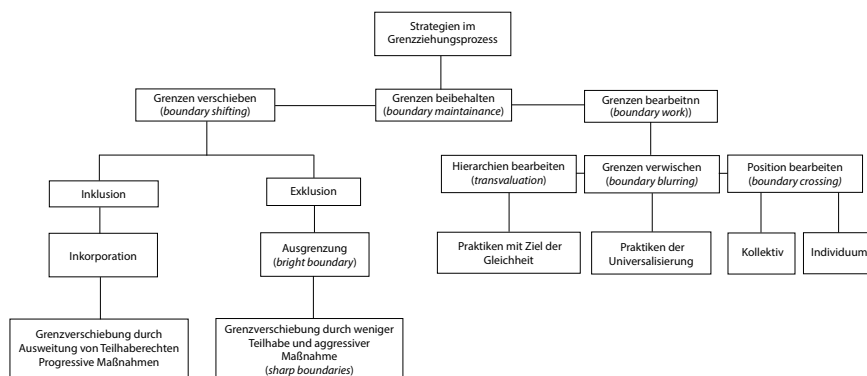 Strategien im
Grenzziehungsprozess
Grenzen verschieben
(boundary shifting)
Grenzen beibehalten
(boundary maintainance)
Grenzen bearbeitnn
(boundary work))
Inklusion
Exklusion
Hierarchien bearbeiten
(transvaluation)
Grenzen verwischen
(boundary blurring)
Position bearbeiten
(boundary crossing)
Inkorporation
Ausgrenzung
(bright boundary)
Praktiken mit Ziel der
Gleichheit
Praktiken der
Universalisierung
Kollektiv
Individuum
Grenzverschiebung durch
Ausweitung von Teilhaberechten
Progressive Maßnahmen
Grenzverschiebung durch weniger
Teilhabe und aggressiver
Maßnahme
(sharp boundaries)